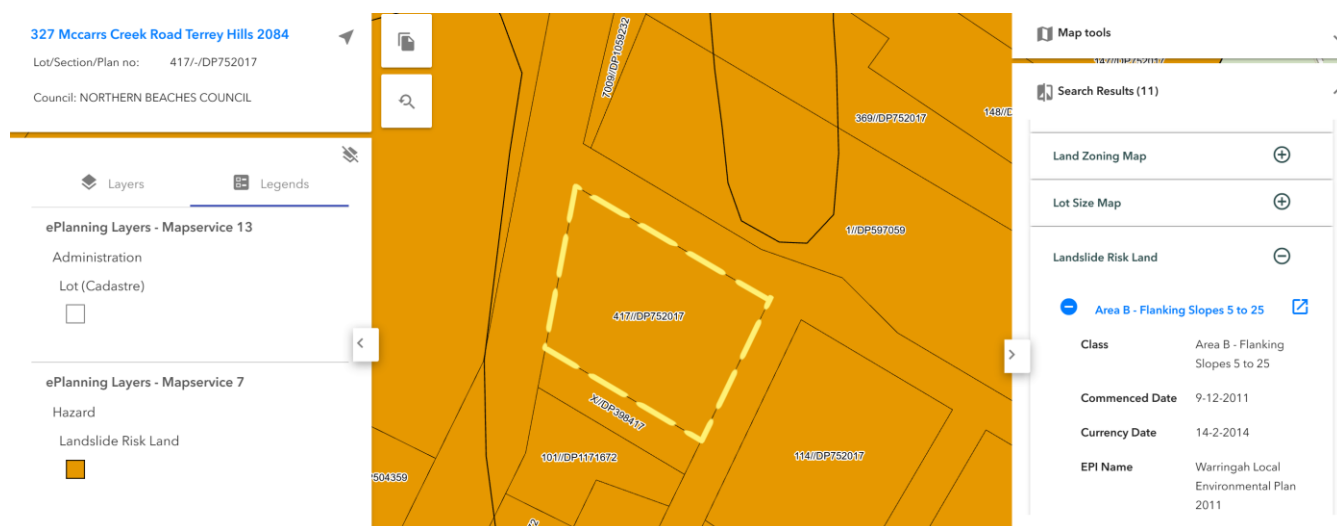 327 Mccarrs Creek Road Terrey Hills 2084
Lot/Section/Plan no: 417/-/DP752017
Council: NORTHERN BEACHES COUNCIL
Layers
Legends
ePlanning Layers - Mapservice 13
Administration
Lot (Cadastre)
ePlanning Layers - Mapservice 7
Hazard
Landslide Risk Land
7009//DP1059232
369//DP752017
148//D
1//DP597059
417//DP752017
X//DP398417
101//DP1171672
114//DP752017
2504359
Map tools
147//DP752017
Search Results (11)
Land Zoning Map
Lot Size Map
Landslide Risk Land
Area B - Flanking Slopes 5 to 25
Class Area B - Flanking
Slopes 5 to 25
Commenced Date 9-12-2011
Currency Date 14-2-2014
EPI Name Warringah Local
Environmental Plan
2011